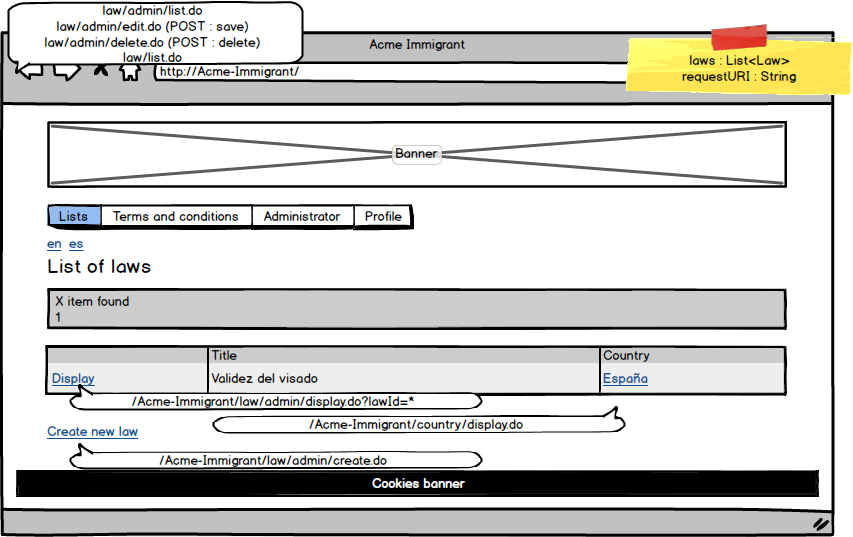 law/admin/list.do
law/admin/edit.do (POST : save)
law/admin/delete.do (POST : delete)
law/list.do
Acme Immigrant
laws : List<Law>
requestURI : String
http://Acme-Immigrant/
Banner
Lists Terms and conditions Administrator Profile
en es
List of laws
X item found
1
Title Country
Display Validez del visado España
/Acme-Immigrant/law/admin/display.do?lawId=*
/Acme-Immigrant/country/display.do
Create new law
/Acme-Immigrant/law/admin/create.do
Cookies banner